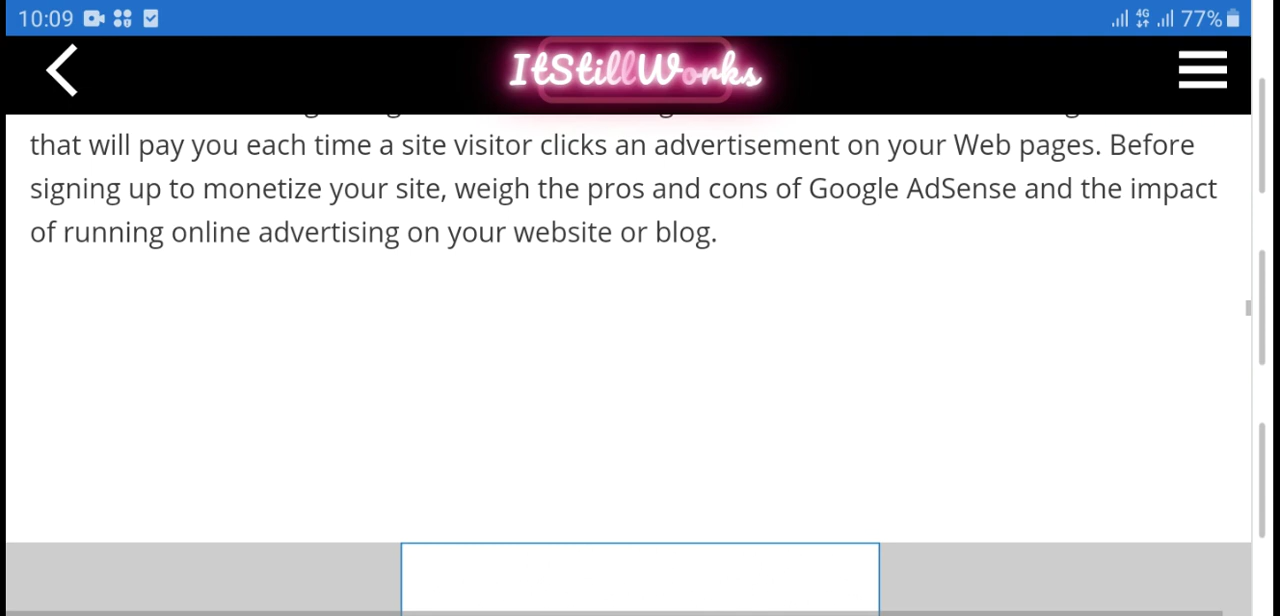 10:09
4G 77%
ItStillWorks
that will pay you each time a site visitor clicks an advertisement on your Web pages. Before
signing up to monetize your site, weigh the pros and cons of Google AdSense and the impact
of running online advertising on your website or blog.